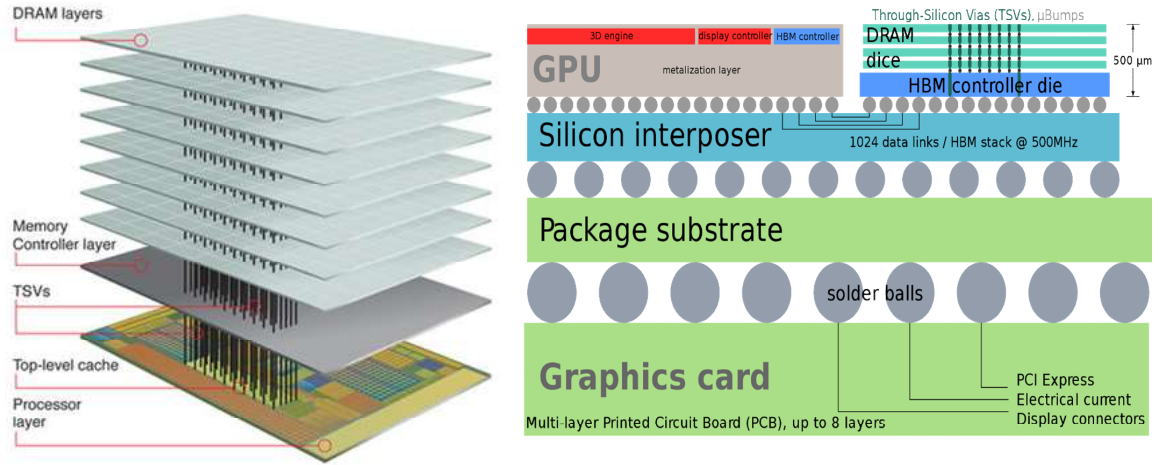 DRAM layers
Memory
Controller layer
TSVs
Top-level cache
Processor
layer
Through-Silicon Vias (TSVs), µBumps
3D engine
display controller
HBM controller
GPU
metalization layer
DRAM
dice
HBM controller die
500 µm
Silicon interposer
1024 data links / HBM stack @ 500MHz
Package substrate
solder balls
Graphics card
PCI Express
Electrical current
Display connectors
Multi-layer Printed Circuit Board (PCB), up to 8 layers